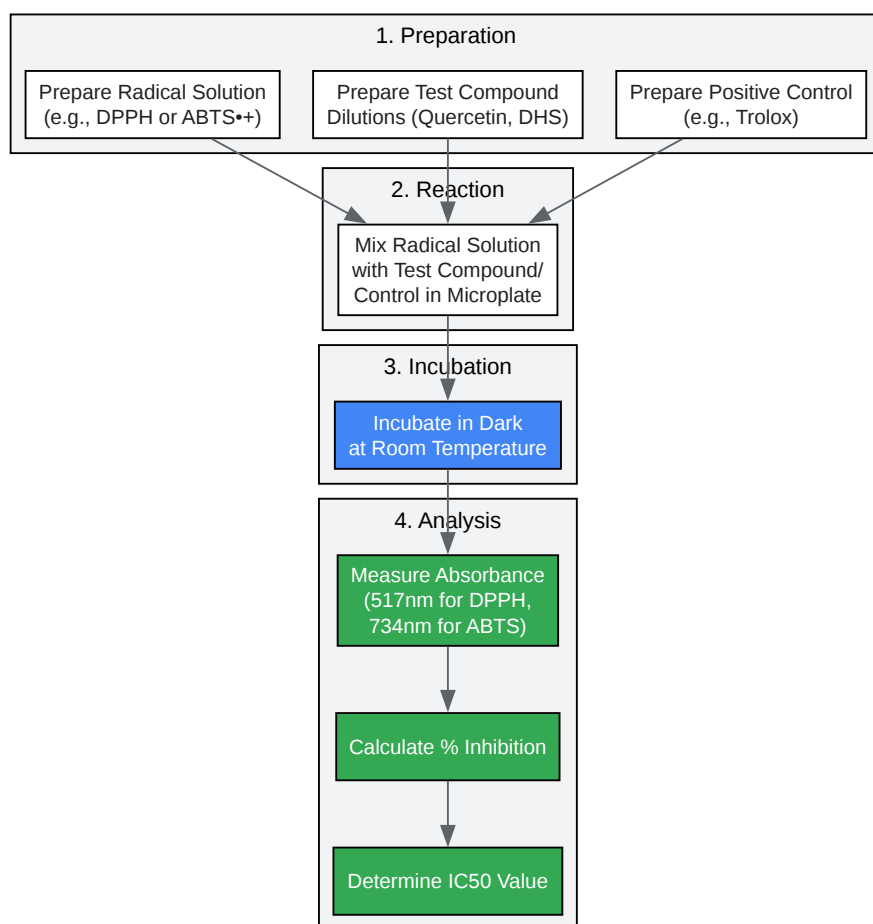 1. Preparation
Prepare Radical Solution
(e.g., DPPH or ABTS•+)
Prepare Test Compound
Dilutions (Quercetin, DHS)
Prepare Positive Control
(e.g., Trolox)
2. Reaction
Mix Radical Solution
with Test Compound/
Control in Microplate
3. Incubation
Incubate in Dark
at Room Temperature
4. Analysis
Measure Absorbance
(517nm for DPPH,
734nm for ABTS)
Calculate % Inhibition
Determine IC50 Value